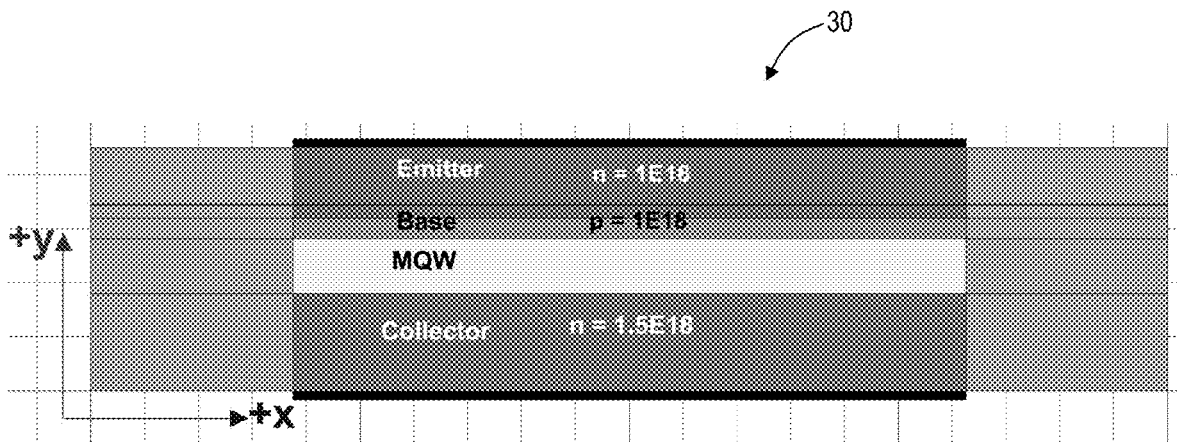 30
Emitter n = 1E18
Base p = 1E18
+y
MQW
Collector n = 1.5E18
+x